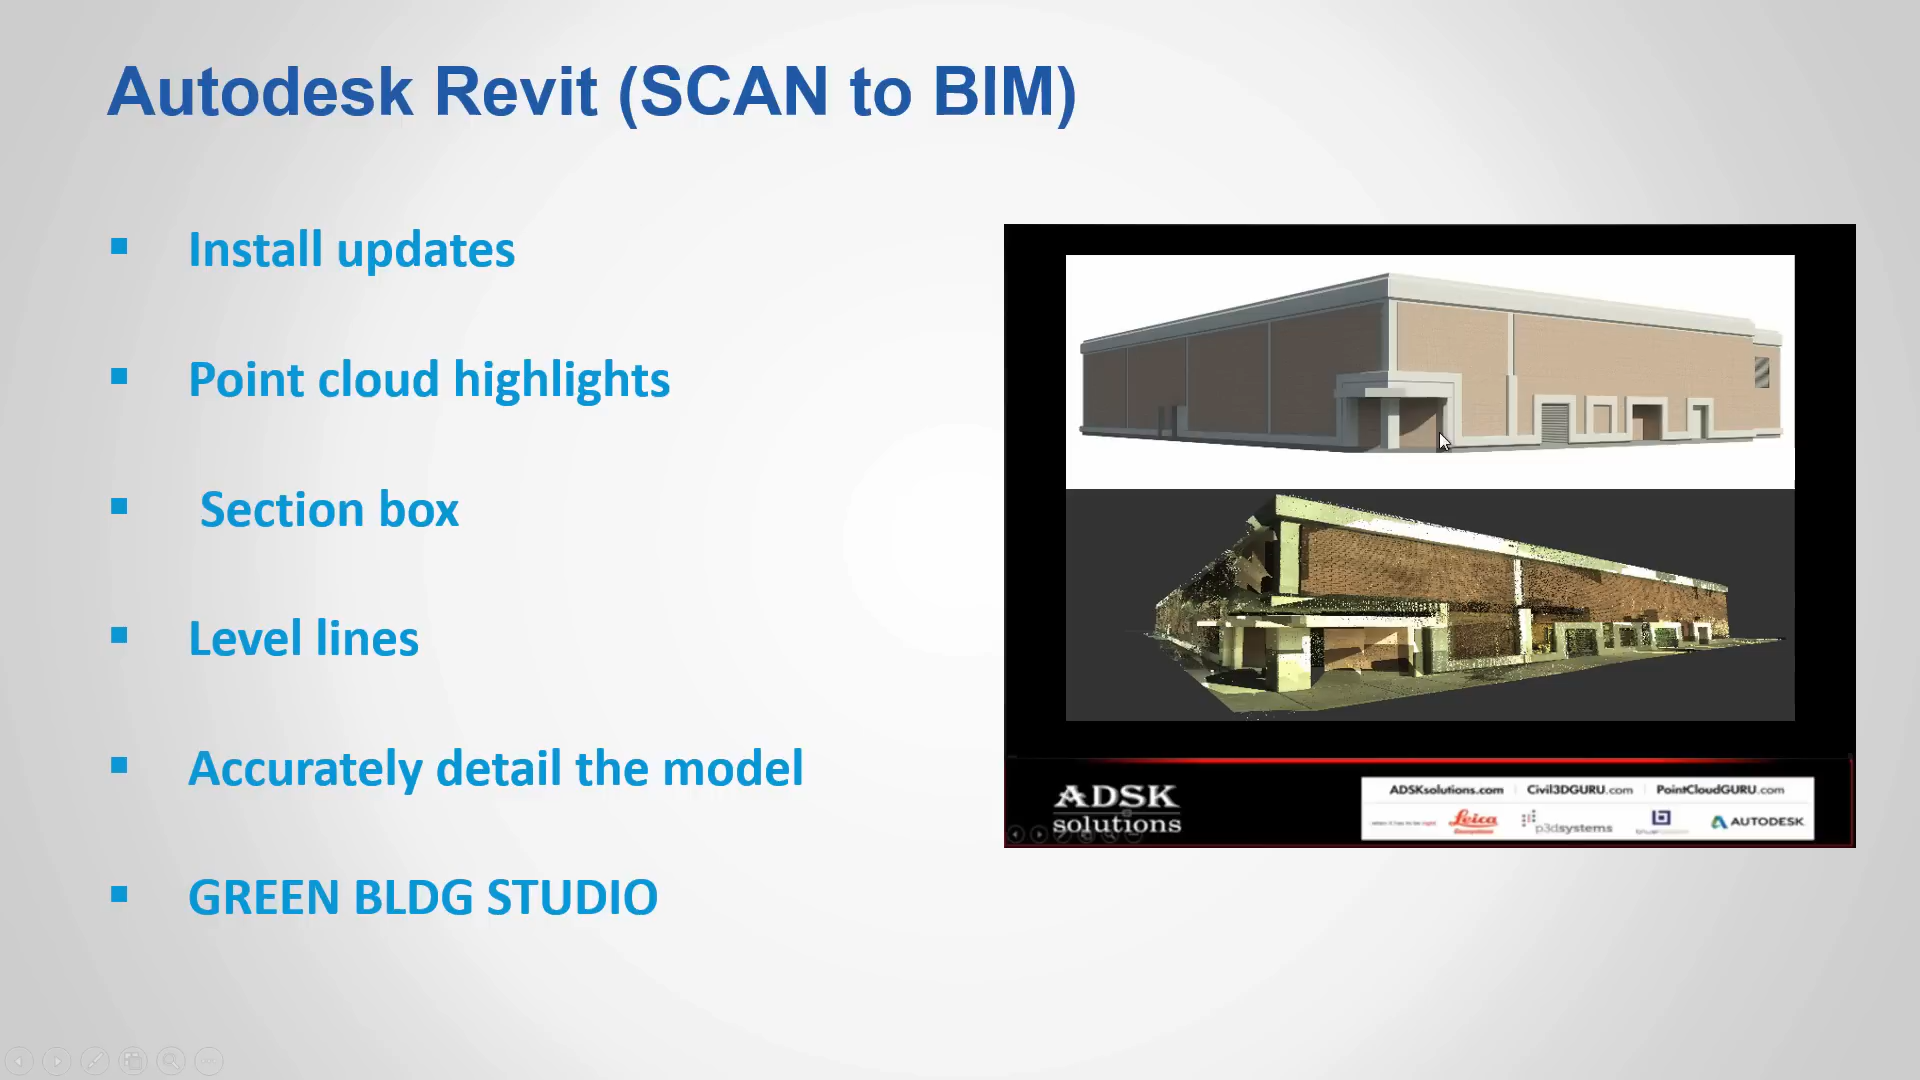 Autodesk Revit (SCAN to BIM)
Install updates
Point cloud highlights
Section box
Level lines
Accurately detail the model
GREEN BLDG STUDIO
ADSK
solutions
ADSKsolutions.com | Civil3DGURU.com | PointCloudGURU.com
Leica
p3dsystems
AUTODESK